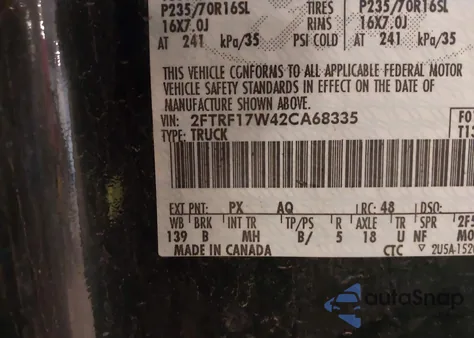 P235/70R16SL TIRES P235/70R16SL
16X7.0J RIMS 16X7.0J
AT 241 kPa/35 PSI COLD AT 241 kPa/35
THIS VEHICLE CONFORMS TO ALL APPLICABLE FEDERAL MOTOR
VEHICLE SAFETY STANDARDS IN EFFECT ON THE DATE OF
MANUFACTURE SHOWN ABOVE.
VIN: 2FTRF17W42CA68335
TYPE: TRUCK
EXT PNT: PX AQ RC: 48 DSO:
WB BRK INT TR TP/PS R AXLE TR SPR
139 B MH B/ 5 18 U NF
MADE IN CANADA CTC
autoSnap